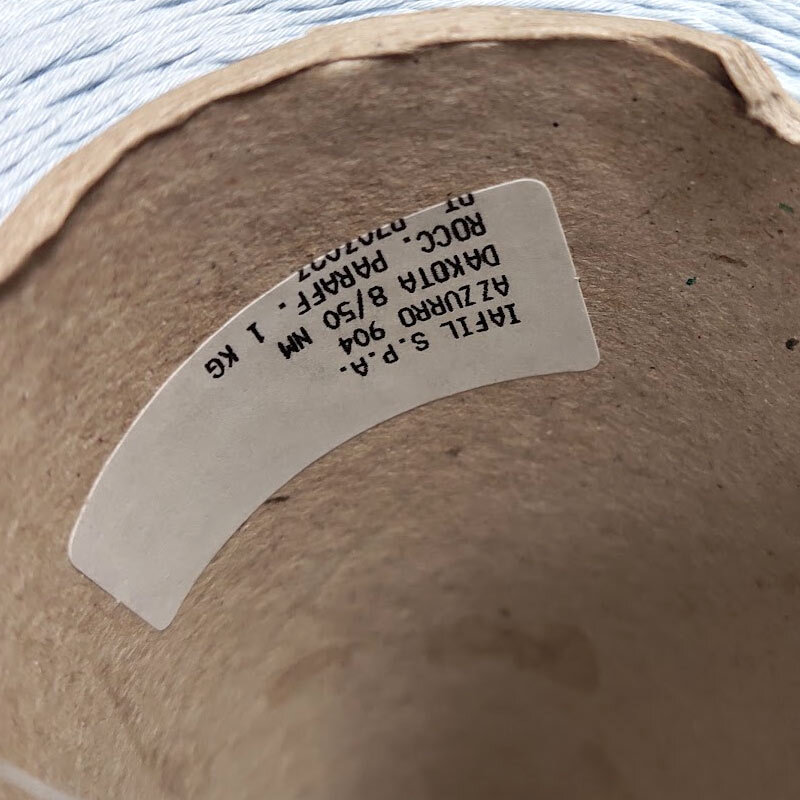 IAFIL S.P.A.
AZZURRO 904
DAKOTA 8/50 NM 1 KG
ROCC. PARAFF.